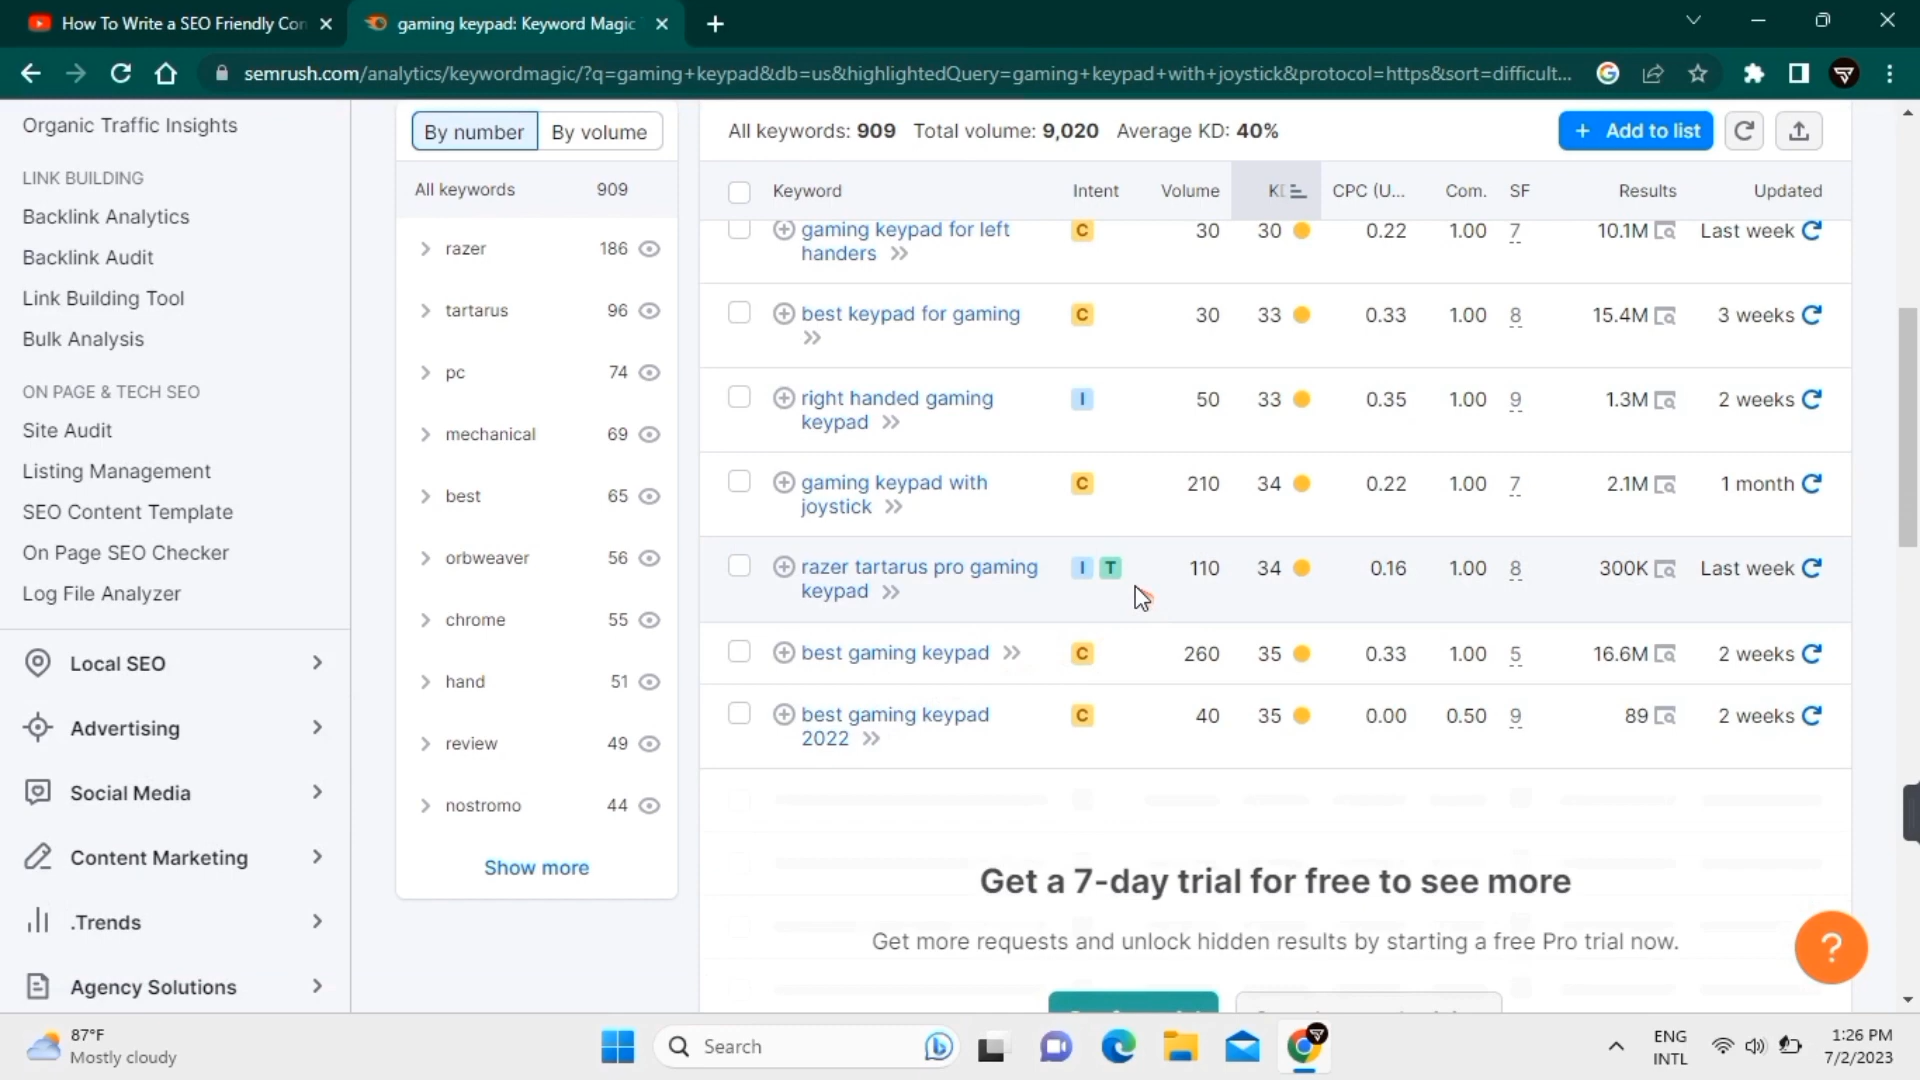 How To Write a SEO Friendly Con
gaming keypad: Keyword Magic
semrush.com/analytics/keywordmagic/?q=gaming+keypad&db=us&highlightedQuery=gaming+keypad+with+joystick&protocol=https&sort=difficult...
Organic Traffic Insights
LINK BUILDING
Backlink Analytics
Backlink Audit
Link Building Tool
Bulk Analysis
ON PAGE & TECH SEO
Site Audit
Listing Management
SEO Content Template
On Page SEO Checker
Log File Analyzer
Local SEO
Advertising
Social Media
Content Marketing
.Trends
Agency Solutions
By number By volume
All keywords 909
razer 186
tartarus 96
pc 74
mechanical 69
best 65
orbweaver 56
chrome 55
hand 51
review 49
nostromo 44
Show more
All keywords: 909 Total volume: 9,020 Average KD: 40%
+ Add to list
Keyword Intent Volume KD CPC (U... Com. SF Results Updated
gaming keypad for left C 30 30 0.22 1.00 7 10.1M Last week
handers
best keypad for gaming C 30 33 0.33 1.00 8 15.4M 3 weeks
right handed gaming I 50 33 0.35 1.00 9 1.3M 2 weeks
keypad
gaming keypad with C 210 34 0.22 1.00 7 2.1M 1 month
joystick
razer tartarus pro gaming I T 110 34 0.16 1.00 8 300K Last week
keypad
best gaming keypad C 260 35 0.33 1.00 5 16.6M 2 weeks
best gaming keypad C 40 35 0.00 0.50 9 89 2 weeks
2022
Get a 7-day trial for free to see more
Get more requests and unlock hidden results by starting a free Pro trial now.
?
87°F
Mostly cloudy
Search
ENG
INTL
1:26 PM
7/2/2023